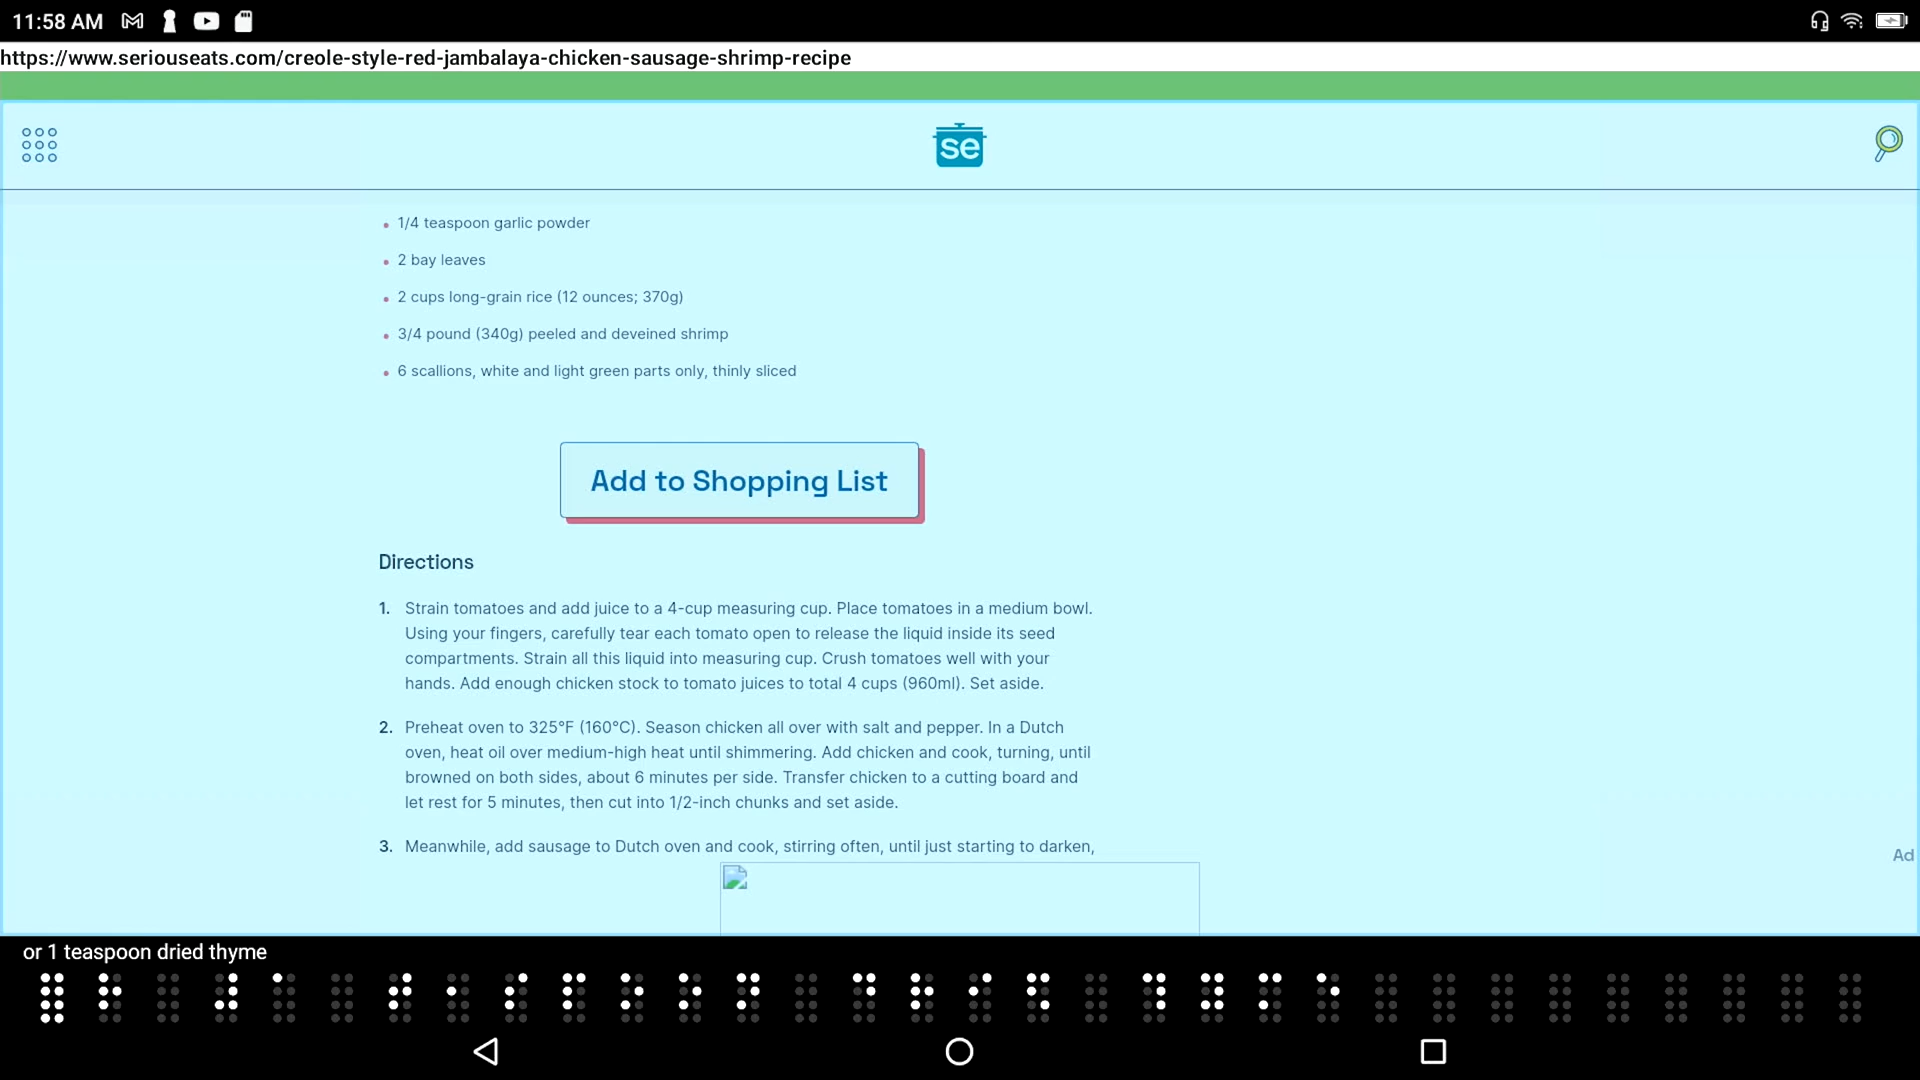 11:58 AM
https://www.seriouseats.com/creole-style-red-jambalaya-chicken-sausage-shrimp-recipe
se
1/4 teaspoon garlic powder
2 bay leaves
2 cups long-grain rice (12 ounces; 370g)
3/4 pound (340g) peeled and deveined shrimp
6 scallions, white and light green parts only, thinly sliced
Add to Shopping List
Directions
1. Strain tomatoes and add juice to a 4-cup measuring cup. Place tomatoes in a medium bowl.
Using your fingers, carefully tear each tomato open to release the liquid inside its seed
compartments. Strain all this liquid into measuring cup. Crush tomatoes well with your
hands. Add enough chicken stock to tomato juices to total 4 cups (960ml). Set aside.
2. Preheat oven to 325°F (160°C). Season chicken all over with salt and pepper. In a Dutch
oven, heat oil over medium-high heat until shimmering. Add chicken and cook, turning, until
browned on both sides, about 6 minutes per side. Transfer chicken to a cutting board and
let rest for 5 minutes, then cut into 1/2-inch chunks and set aside.
3. Meanwhile, add sausage to Dutch oven and cook, stirring often, until just starting to darken,
Ad
or 1 teaspoon dried thyme